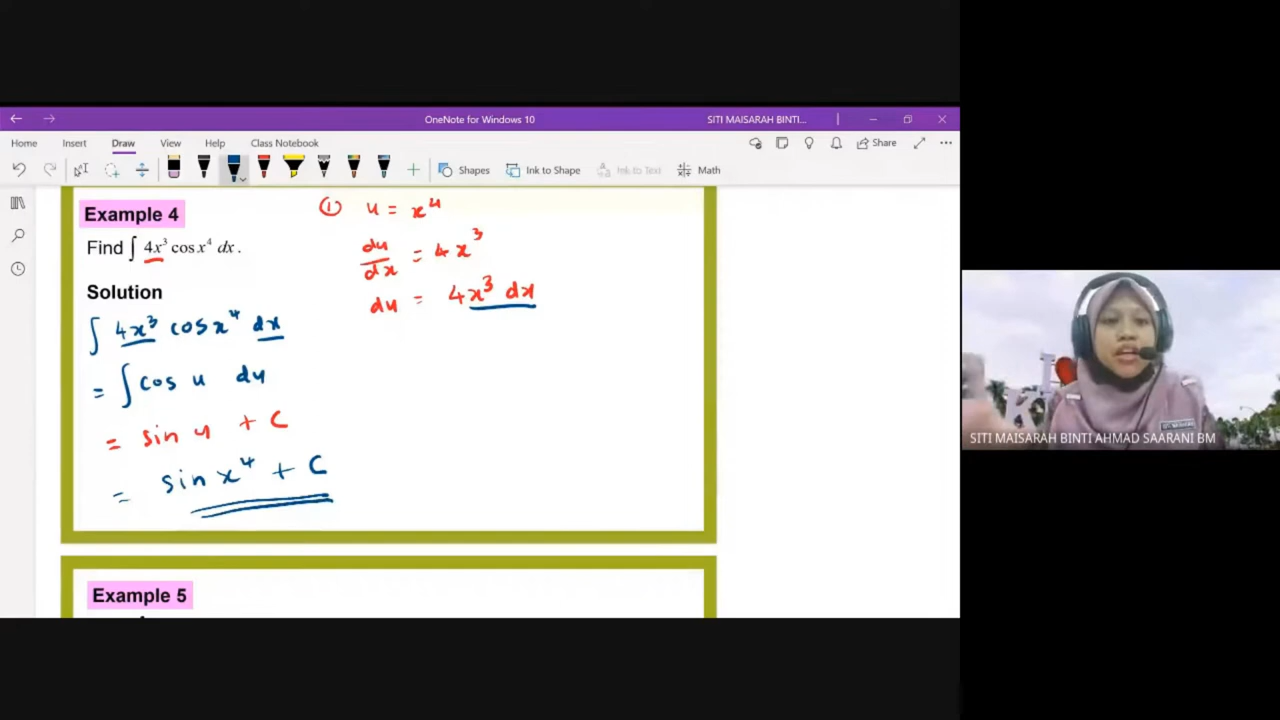 OneNote for Windows 10
SITI MAISARAH BINTI...
Home Insert Draw View Help Class Notebook
Share
Shapes Ink to Shape Ink to Text Math
Example 4
Find ∫ 4x³ cos x⁴ dx.
Solution
∫ 4x³ cos x⁴ dx
= ∫ cos u du
= sin u + C
= sin x⁴ + C
① u = x⁴
du/dx = 4x³
du = 4x³ dx
Example 5
SITI MAISARAH BINTI AHMAD SAARANI BM